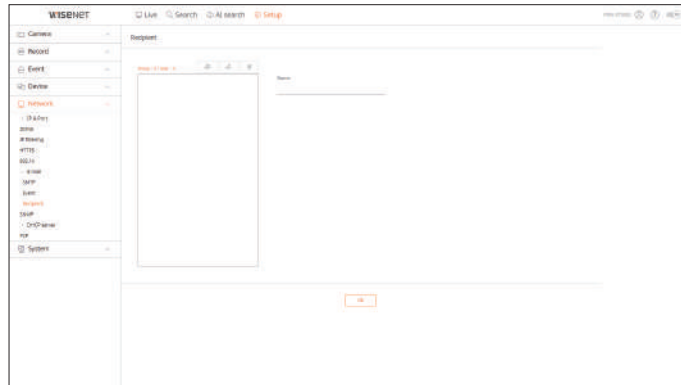 WISENET
Live Search AI search Setup
Camera
Recipient
Record
Event
Device
Name
Network
IP & Port
DDNS
IP filtering
HTTPS
802.1x
E-mail
SMTP
Event
Recipient
SNMP
DHCP server
P2P
System
OK